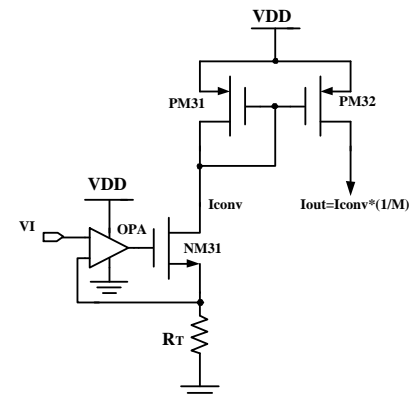 VDD
PM31
PM32
VDD
Iconv
Iout=Iconv*(1/M)
VI
OPA
NM31
RT